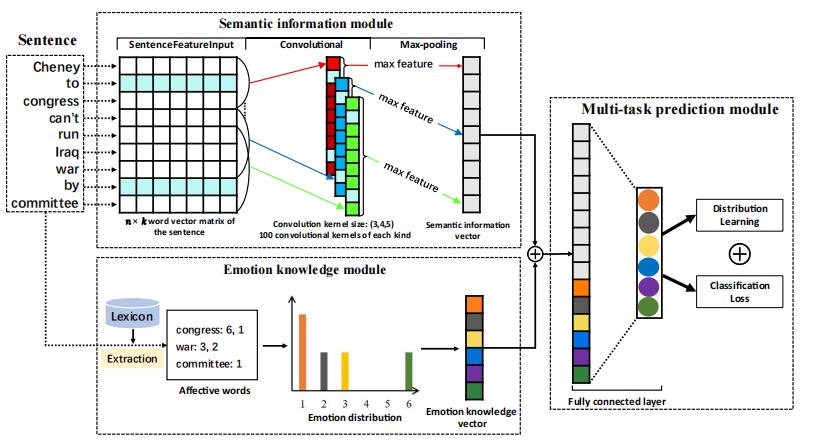 Semantic information module
Sentence
SentenceFeatureInput
Convolutional
Max-pooling
Cheney
to
congress
can't
run
Iraq
war
by
committee
max feature
max feature
max feature
n × k word vector matrix of
the sentence
Convolution kernel size: (3,4,5)
100 convolutional kernels of each kind
Semantic information
vector
Emotion knowledge module
Lexicon
Extraction
congress: 6, 1
war: 3, 2
committee: 1
Affective words
1 2 3 4 5 6
Emotion distribution
Emotion knowledge
vector
Multi-task prediction module
Distribution
Learning
Classification
Loss
Fully connected layer